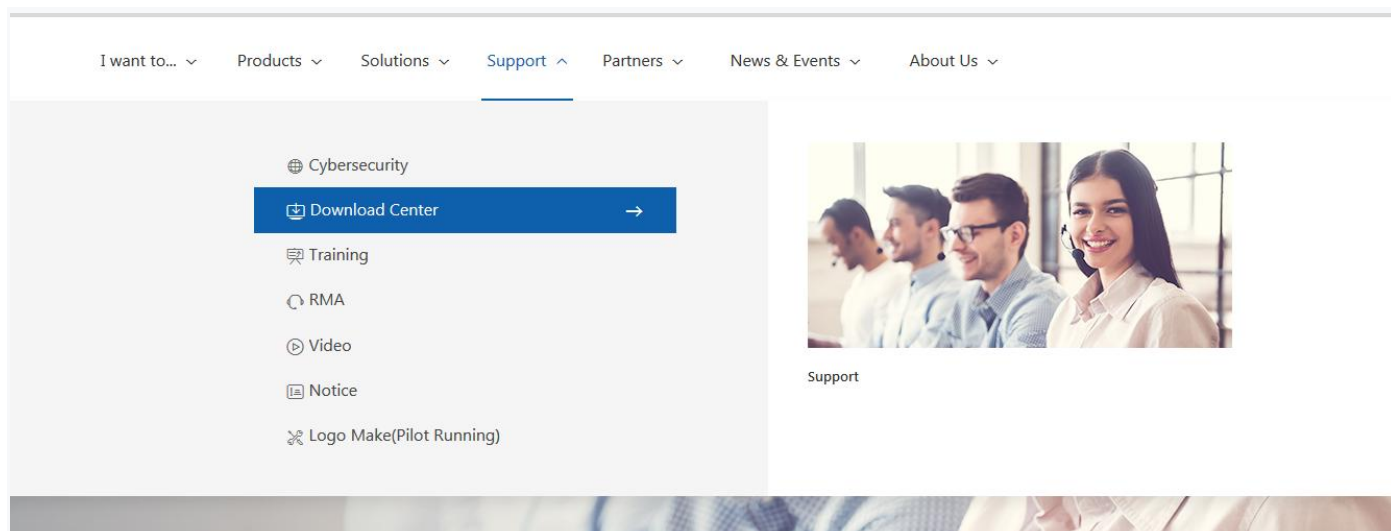 I want to... Products Solutions Support Partners News & Events About Us
Cybersecurity
Download Center
Training
RMA
Video
Notice
Logo Make(Pilot Running)
Support